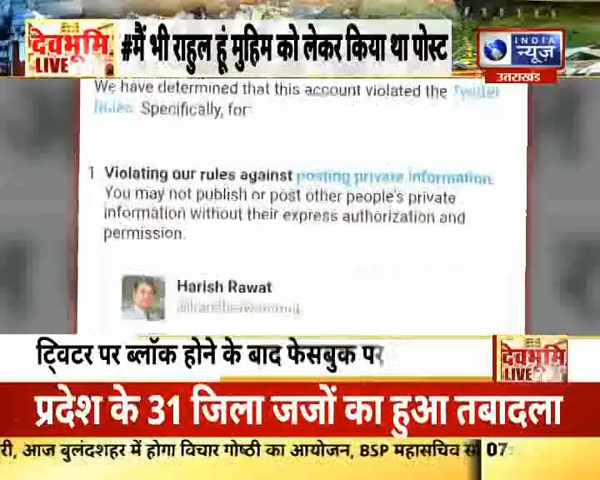 देवभूमि
LIVE
#मैं भी राहुल हूं मुहिम को लेकर किया था पोस्ट
INDIA
न्यूज़
उत्तराखंड
We have determined that this account violated the Twitter
Rules. Specifically, for:
1 Violating our rules against posting private information.
You may not publish or post other people's private
information without their express authorization and
permission.
Harish Rawat
ट्विटर पर ब्लॉक होने के बाद फेसबुक पर
देवभूमि
LIVE
प्रदेश के 31 जिला जजों का हुआ तबादला
री, आज बुलंदशहर में होगा विचार गोष्ठी का आयोजन, BSP महासचिव
07